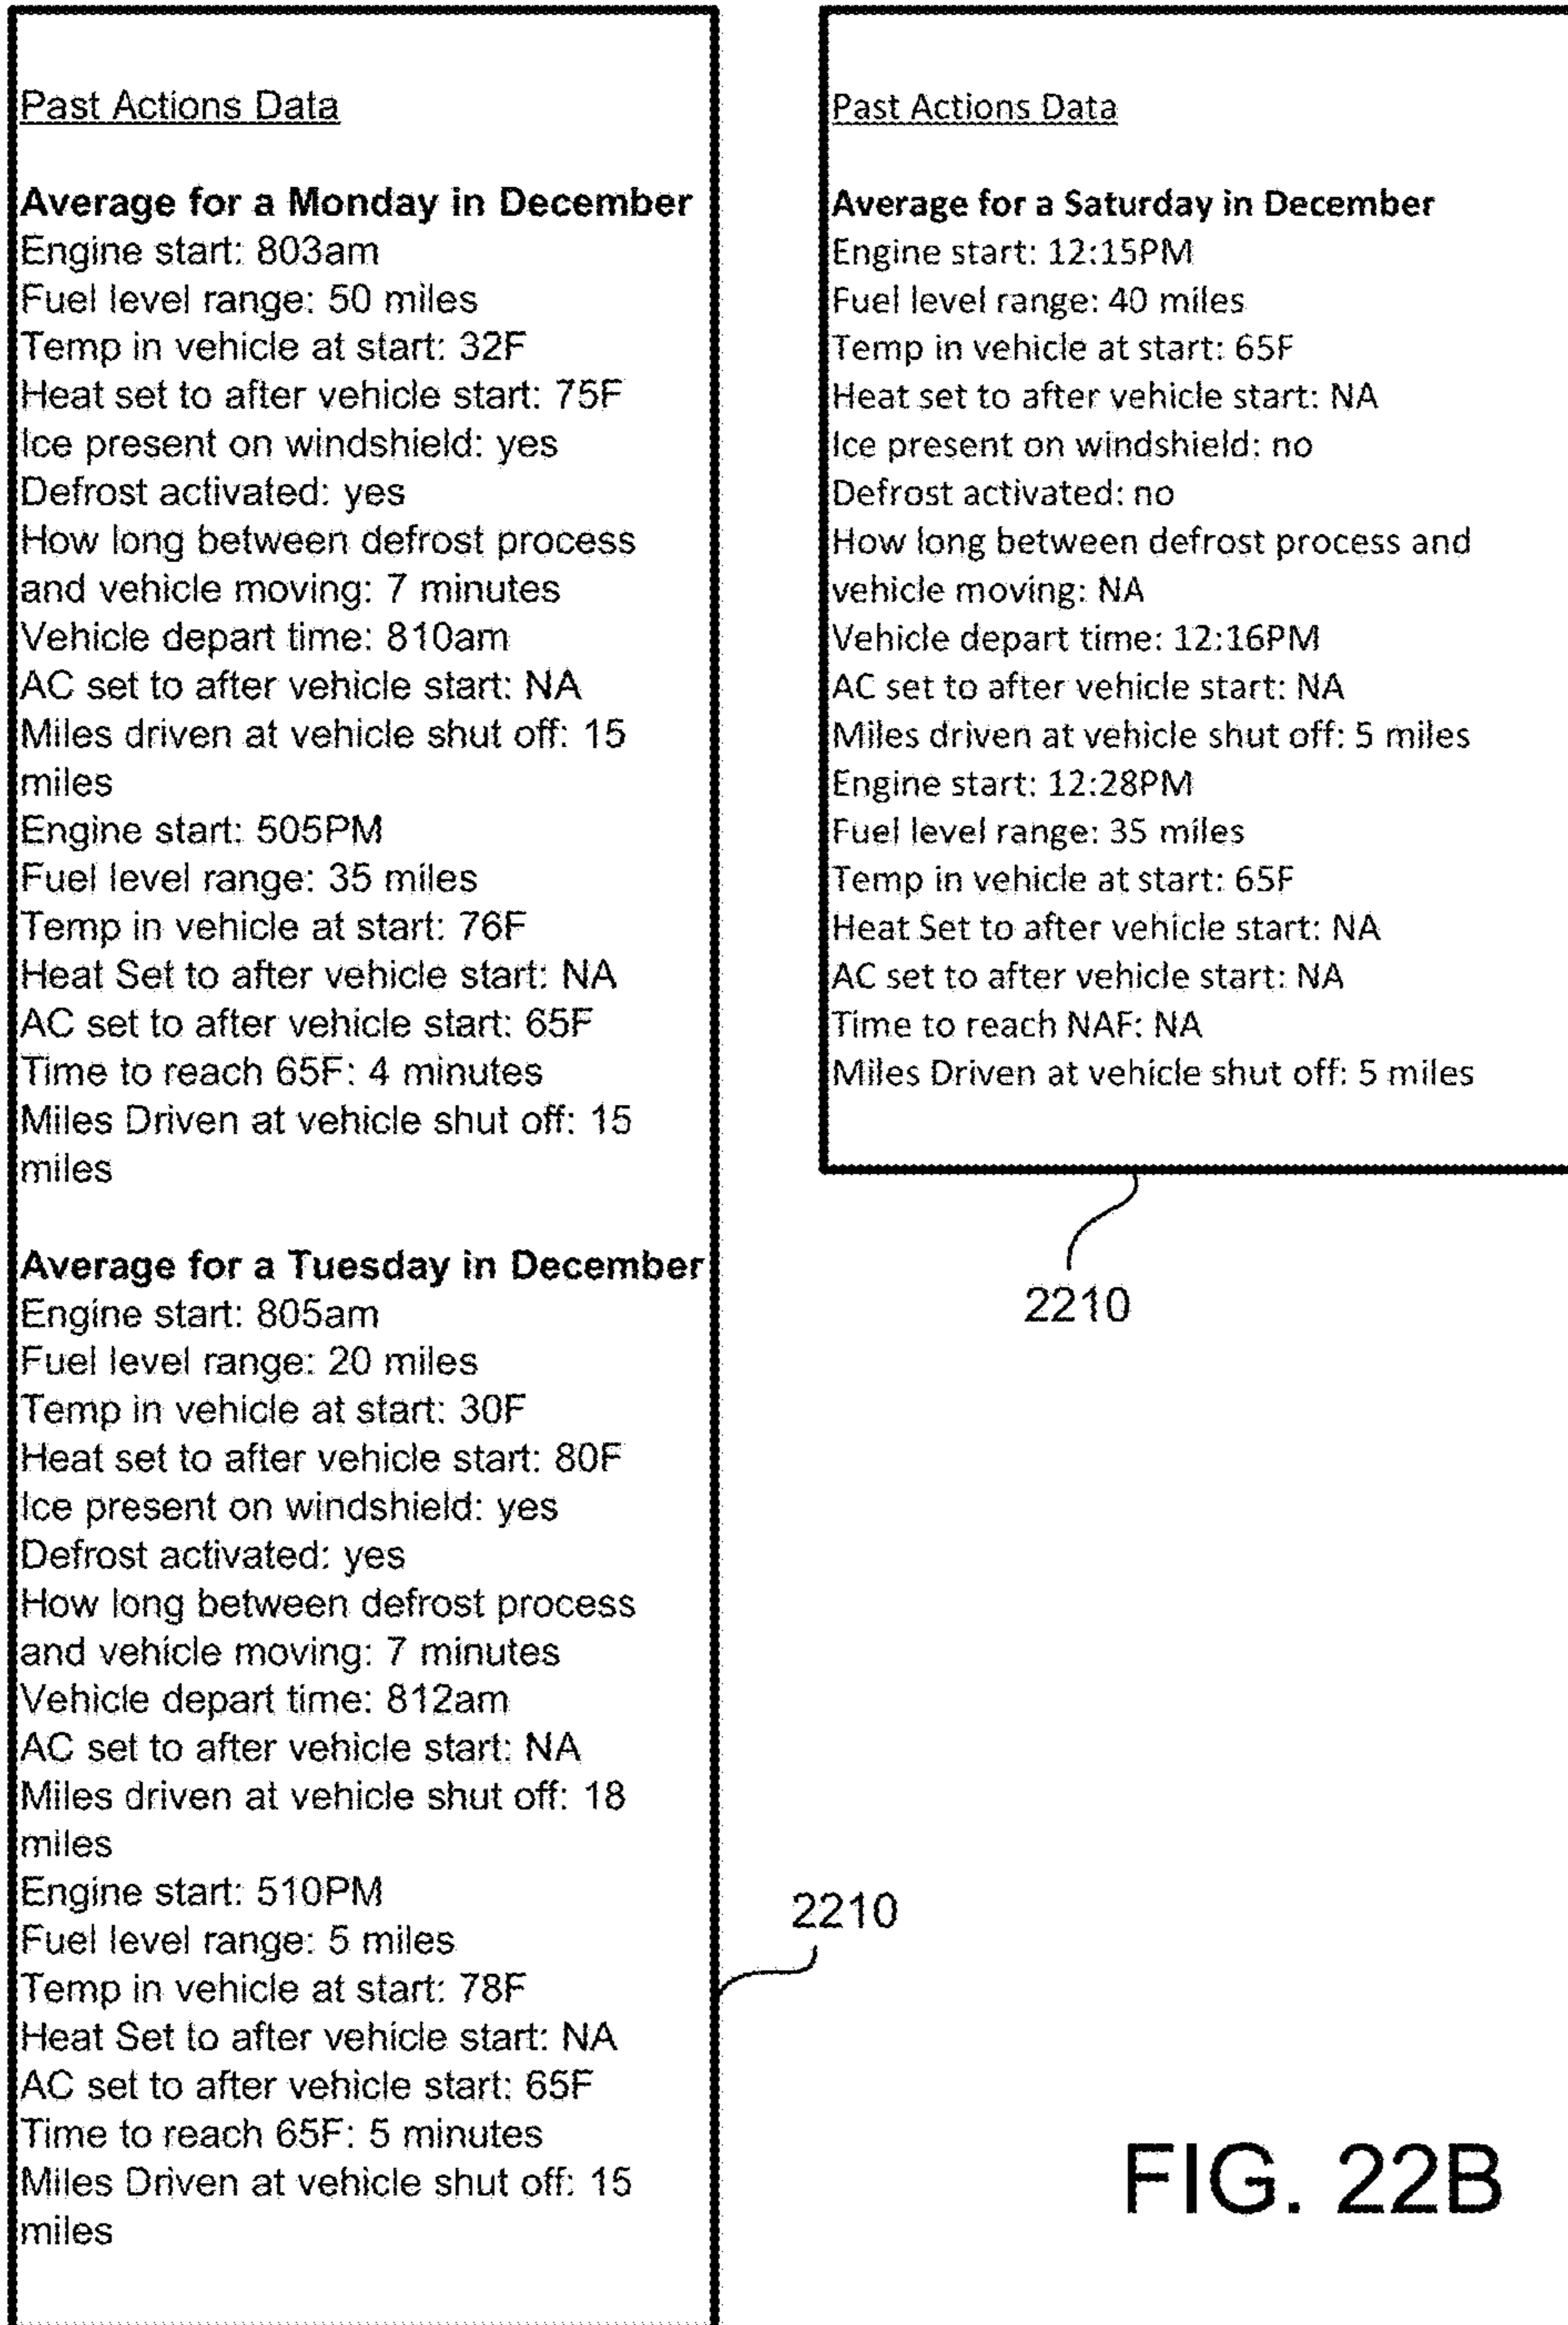 Past Actions Data
Average for a Monday in December
Engine start: 803am
Fuel level range: 50 miles
Temp in vehicle at start: 32F
Heat set to after vehicle start: 75F
Ice present on windshield: yes
Defrost activated: yes
How long between defrost process
and vehicle moving: 7 minutes
Vehicle depart time: 810am
AC set to after vehicle start: NA
Miles driven at vehicle shut off: 15
miles
Engine start: 505PM
Fuel level range: 35 miles
Temp in vehicle at start: 76F
Heat Set to after vehicle start: NA
AC set to after vehicle start: 65F
Time to reach 65F: 4 minutes
Miles Driven at vehicle shut off: 15
miles
Average for a Tuesday in December
Engine start: 805am
Fuel level range: 20 miles
Temp in vehicle at start: 30F
Heat set to after vehicle start: 80F
Ice present on windshield: yes
Defrost activated: yes
How long between defrost process
and vehicle moving: 7 minutes
Vehicle depart time: 812am
AC set to after vehicle start: NA
Miles driven at vehicle shut off: 18
miles
Engine start: 510PM
Fuel level range: 5 miles
Temp in vehicle at start: 78F
Heat Set to after vehicle start: NA
AC set to after vehicle start: 65F
Time to reach 65F: 5 minutes
Miles Driven at vehicle shut off: 15
miles
2210
Past Actions Data
Average for a Saturday in December
Engine start: 12:15PM
Fuel level range: 40 miles
Temp in vehicle at start: 65F
Heat set to after vehicle start: NA
Ice present on windshield: no
Defrost activated: no
How long between defrost process and
vehicle moving: NA
Vehicle depart time: 12:16PM
AC set to after vehicle start: NA
Miles driven at vehicle shut off: 5 miles
Engine start: 12:28PM
Fuel level range: 35 miles
Temp in vehicle at start: 65F
Heat Set to after vehicle start: NA
AC set to after vehicle start: NA
Time to reach NAF: NA
Miles Driven at vehicle shut off: 5 miles
2210
FIG. 22B